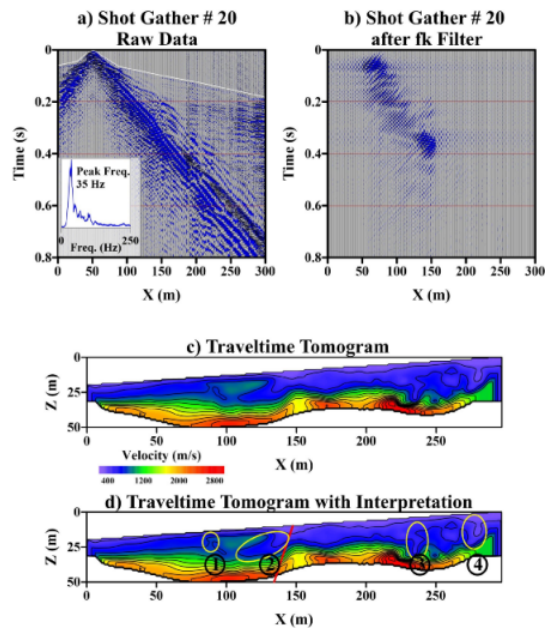 a) Shot Gather # 20
Raw Data
b) Shot Gather # 20
after fk Filter
Time (s)
0
0.2
0.4
0.6
0.8
Peak Freq.
35 Hz
0
250
Freq. (Hz)
0 50 100 150 200 250 300
X (m)
Time (s)
0
0.2
0.4
0.6
0.8
0 50 100 150 200 250 300
X (m)
c) Traveltime Tomogram
Z (m)
0
25
50
0 50 100 150 200 250
Velocity (m/s)
400 1200 2000 2800
X (m)
d) Traveltime Tomogram with Interpretation
Z (m)
0
25
50
1 2 3 4
0 50 100 150 200 250
X (m)